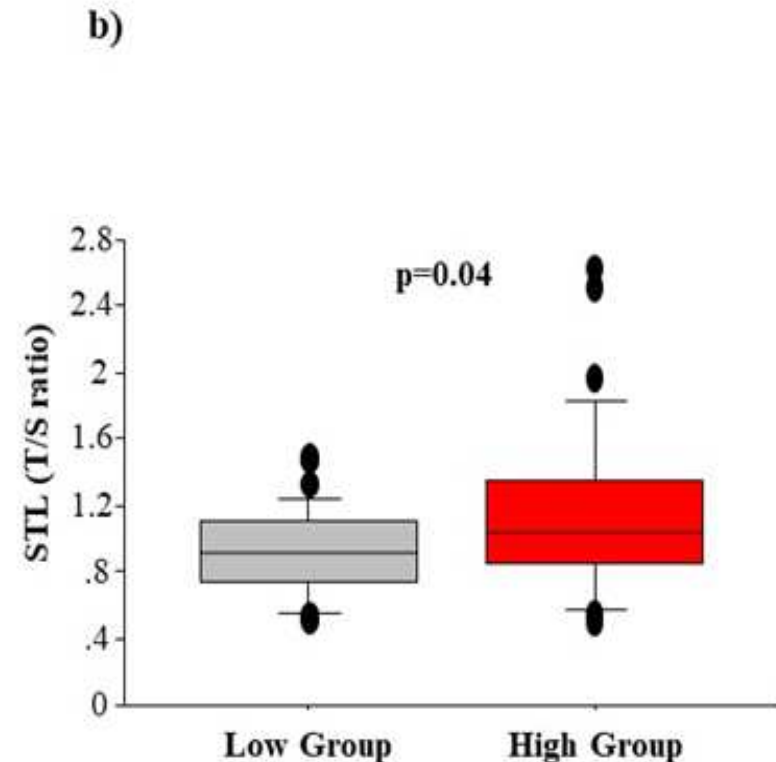 b)
2.8
p=0.04
2.4
2
1.6
1.2
.8
.4
0
STL (T/S ratio)
Low Group High Group